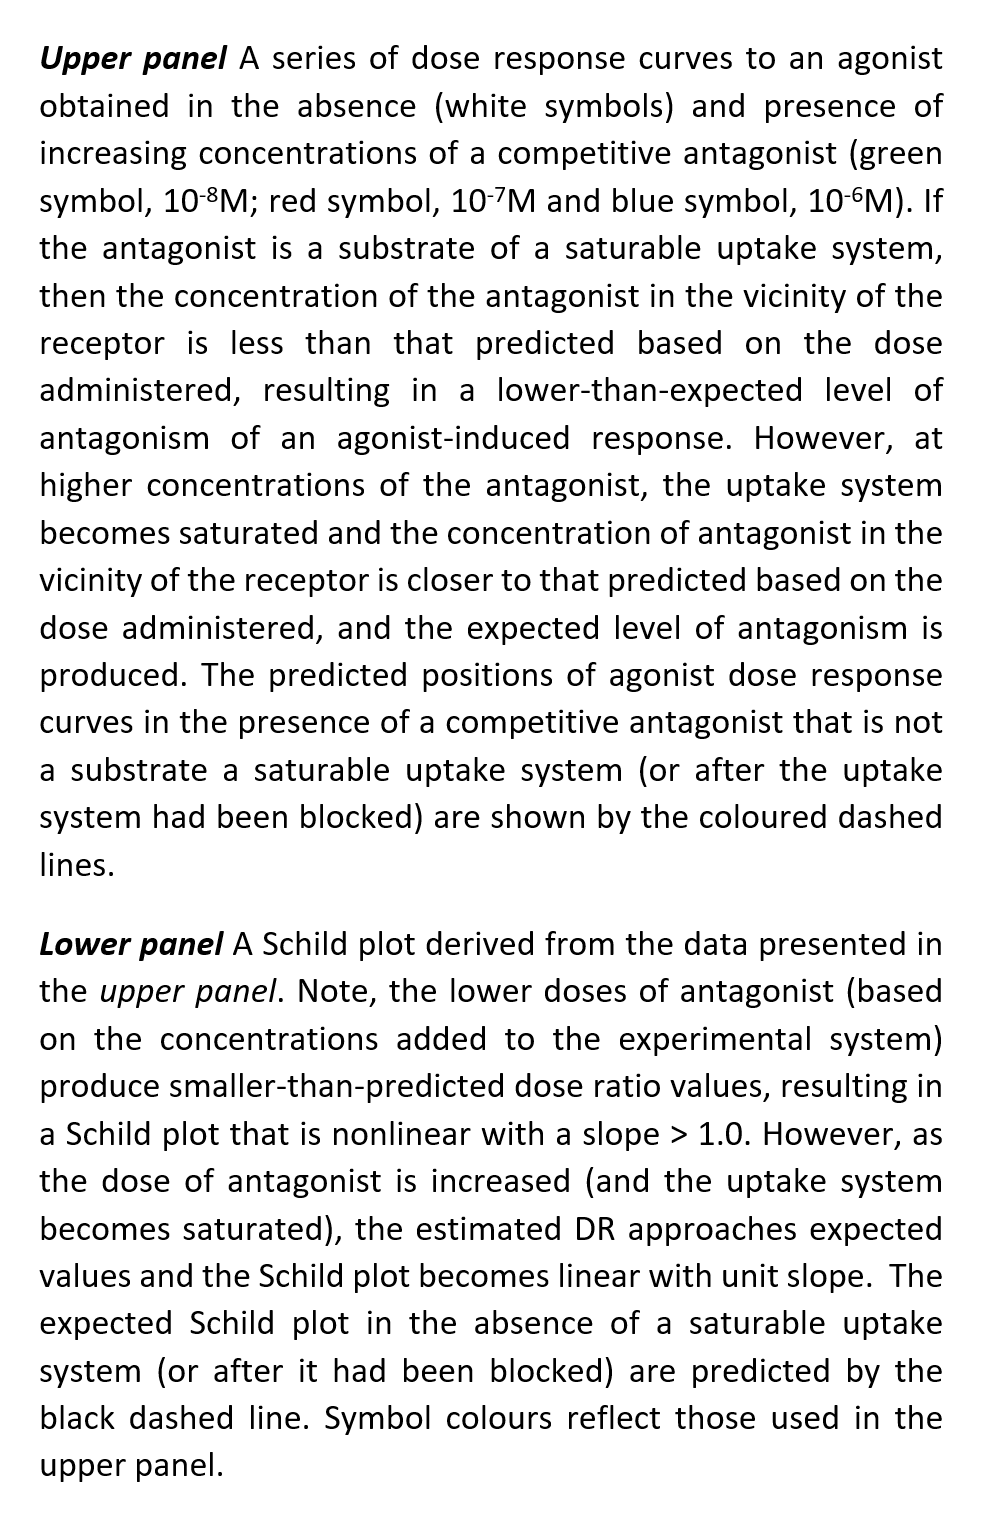 Upper panel A series of dose response curves to an agonist
obtained in the absence (white symbols) and presence of
increasing concentrations of a competitive antagonist (green
symbol, 10⁻⁸M; red symbol, 10⁻⁷M and blue symbol, 10⁻⁶M). If
the antagonist is a substrate of a saturable uptake system,
then the concentration of the antagonist in the vicinity of the
receptor is less than that predicted based on the dose
administered, resulting in a lower-than-expected level of
antagonism of an agonist-induced response. However, at
higher concentrations of the antagonist, the uptake system
becomes saturated and the concentration of antagonist in the
vicinity of the receptor is closer to that predicted based on the
dose administered, and the expected level of antagonism is
produced. The predicted positions of agonist dose response
curves in the presence of a competitive antagonist that is not
a substrate a saturable uptake system (or after the uptake
system had been blocked) are shown by the coloured dashed
lines.
Lower panel A Schild plot derived from the data presented in
the upper panel. Note, the lower doses of antagonist (based
on the concentrations added to the experimental system)
produce smaller-than-predicted dose ratio values, resulting in
a Schild plot that is nonlinear with a slope > 1.0. However, as
the dose of antagonist is increased (and the uptake system
becomes saturated), the estimated DR approaches expected
values and the Schild plot becomes linear with unit slope. The
expected Schild plot in the absence of a saturable uptake
system (or after it had been blocked) are predicted by the
black dashed line. Symbol colours reflect those used in the
upper panel.